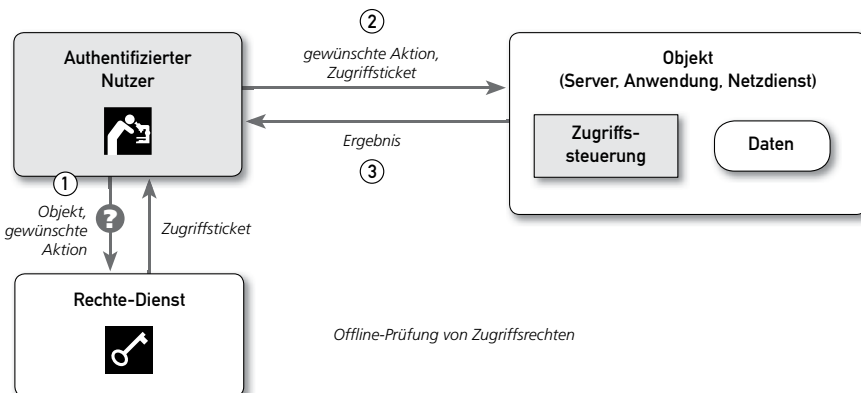 ②
Authentifizierter
Nutzer
gewünschte Aktion,
Zugriffsticket
Objekt
(Server, Anwendung, Netzdienst)
Zugriffs-
steuerung
Daten
Ergebnis
③
①
Objekt,
gewünschte
Aktion
?
Zugriffsticket
Rechte-Dienst
Offline-Prüfung von Zugriffsrechten